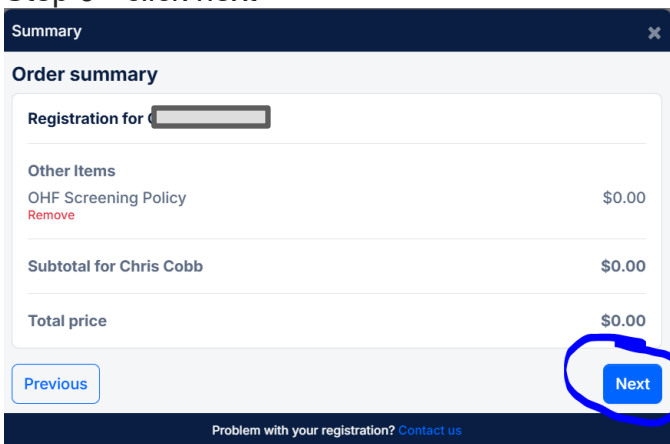 Summary
Order summary
Registration for
Other Items
OHF Screening Policy $0.00
Remove
Subtotal for Chris Cobb $0.00
Total price $0.00
Previous Next
Problem with your registration? Contact us